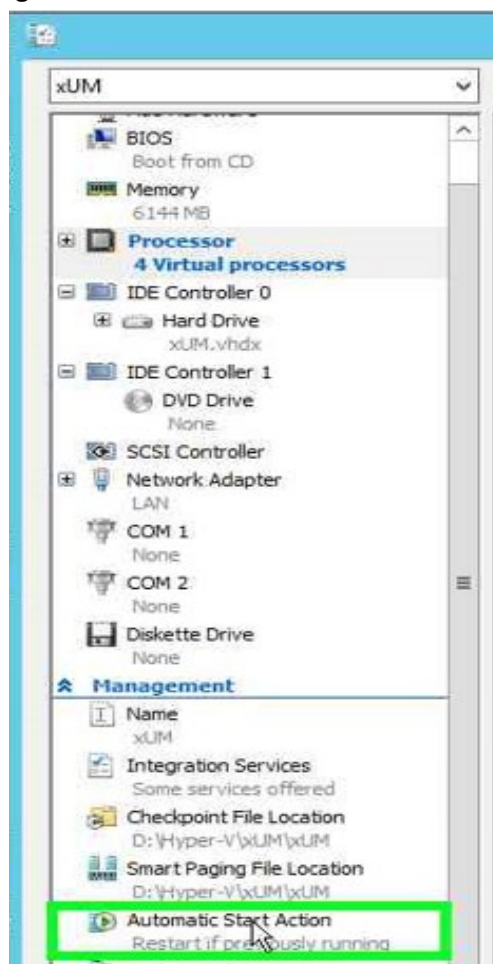 xUM
BIOS
Boot from CD
Memory
6144 MB
Processor
4 Virtual processors
IDE Controller 0
Hard Drive
xUM.vhdx
IDE Controller 1
DVD Drive
None
SCSI Controller
Network Adapter
LAN
COM 1
None
COM 2
None
Diskette Drive
None
Management
Name
xUM
Integration Services
Some services offered
Checkpoint File Location
D:\Hyper-V\xUM\xUM
Smart Paging File Location
D:\Hyper-V\xUM\xUM
Automatic Start Action
Restart if previously running